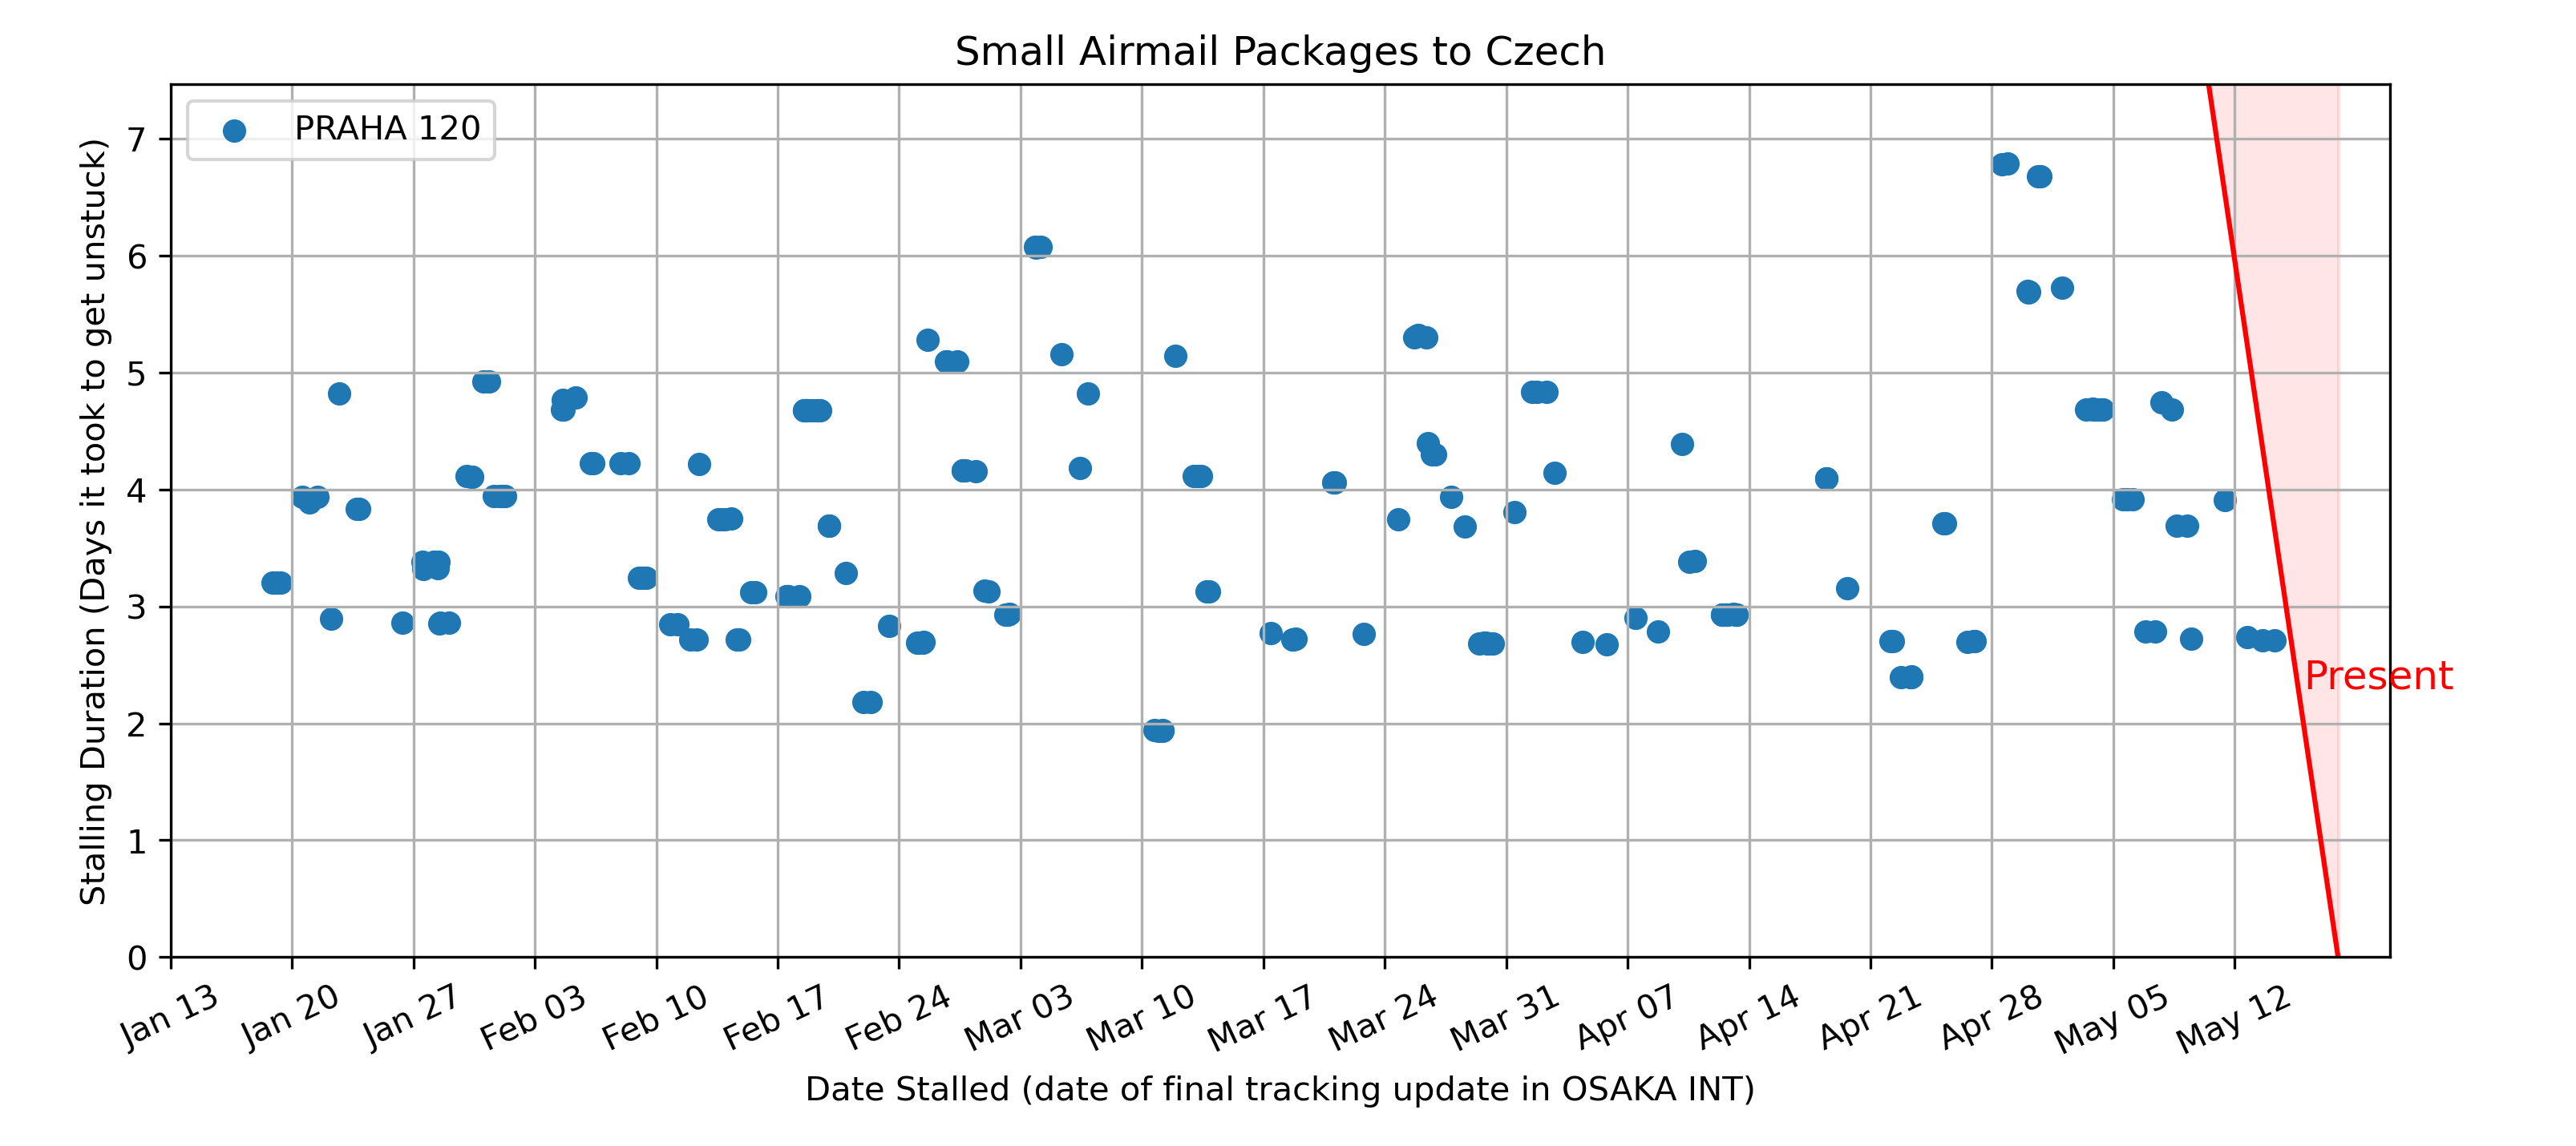 Small Airmail Packages to Czech
PRAHA 120
Stalling Duration (Days it took to get unstuck)
7
6
5
4
3
2
1
0
Present
Jan 13
Jan 20
Jan 27
Feb 03
Feb 10
Feb 17
Feb 24
Mar 03
Mar 10
Mar 17
Mar 24
Mar 31
Apr 07
Apr 14
Apr 21
Apr 28
May 05
May 12
Date Stalled (date of final tracking update in OSAKA INT)